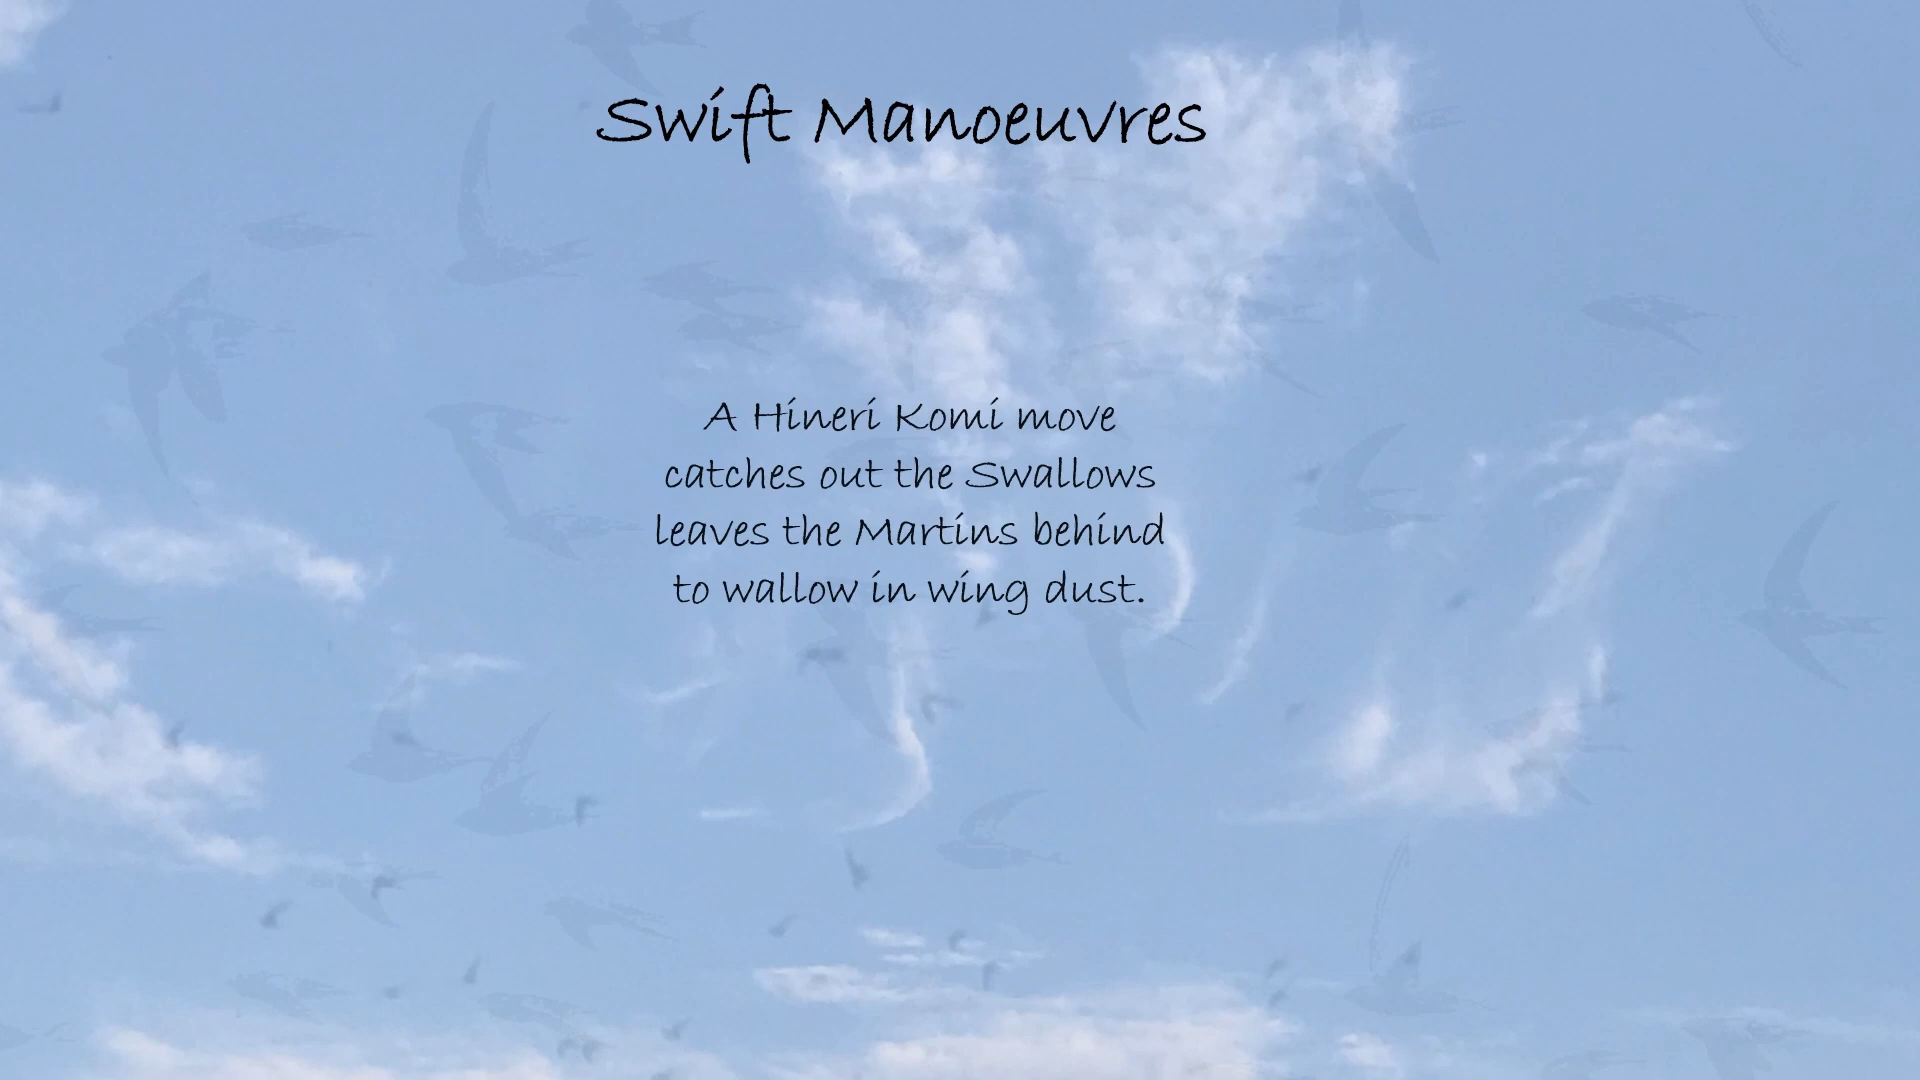 Swift Manoeuvres
A Hineri Komi move
catches out the Swallows
leaves the Martins behind
to wallow in wing dust.